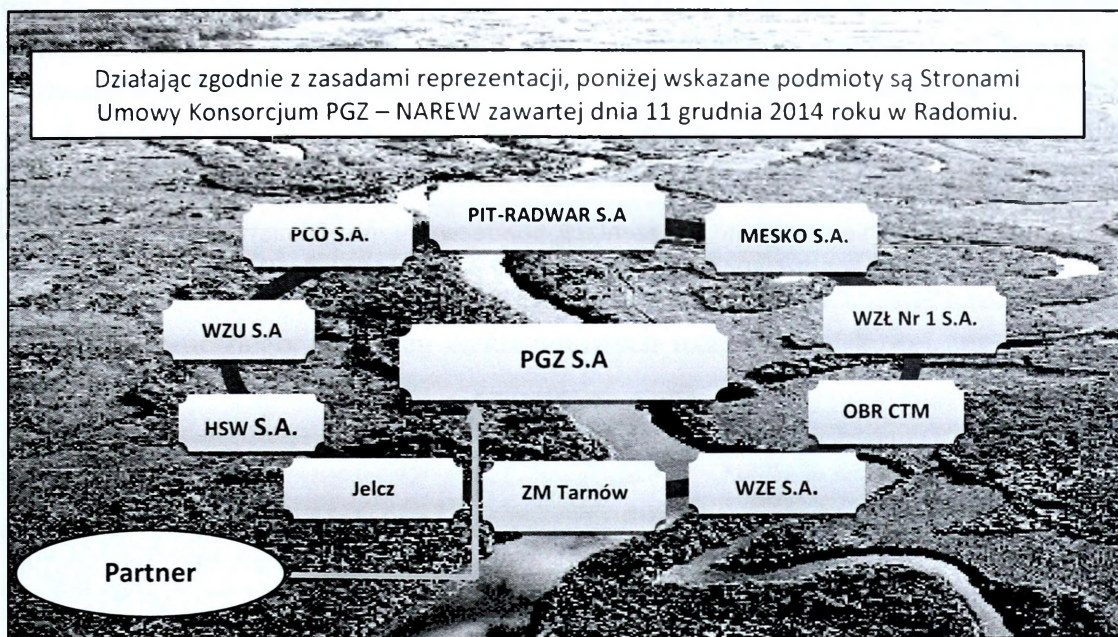 Działając zgodnie z zasadami reprezentacji, poniżej wskazane podmioty są Stronami
Umowy Konsorcjum PGZ – NAREW zawartej dnia 11 grudnia 2014 roku w Radomiu.
PIT-RADWAR S.A
PCO S.A.
MESKO S.A.
WZU S.A
WZŁ Nr 1 S.A.
PGZ S.A
HSW S.A.
OBR CTM
Jelcz
ZM Tarnów
WZE S.A.
Partner